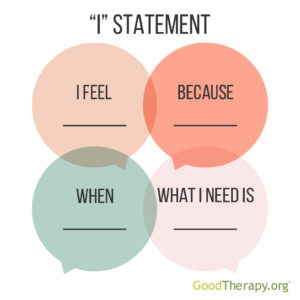 “I” STATEMENT
I FEEL
BECAUSE
WHEN
WHAT I NEED IS
GoodTherapy.org®